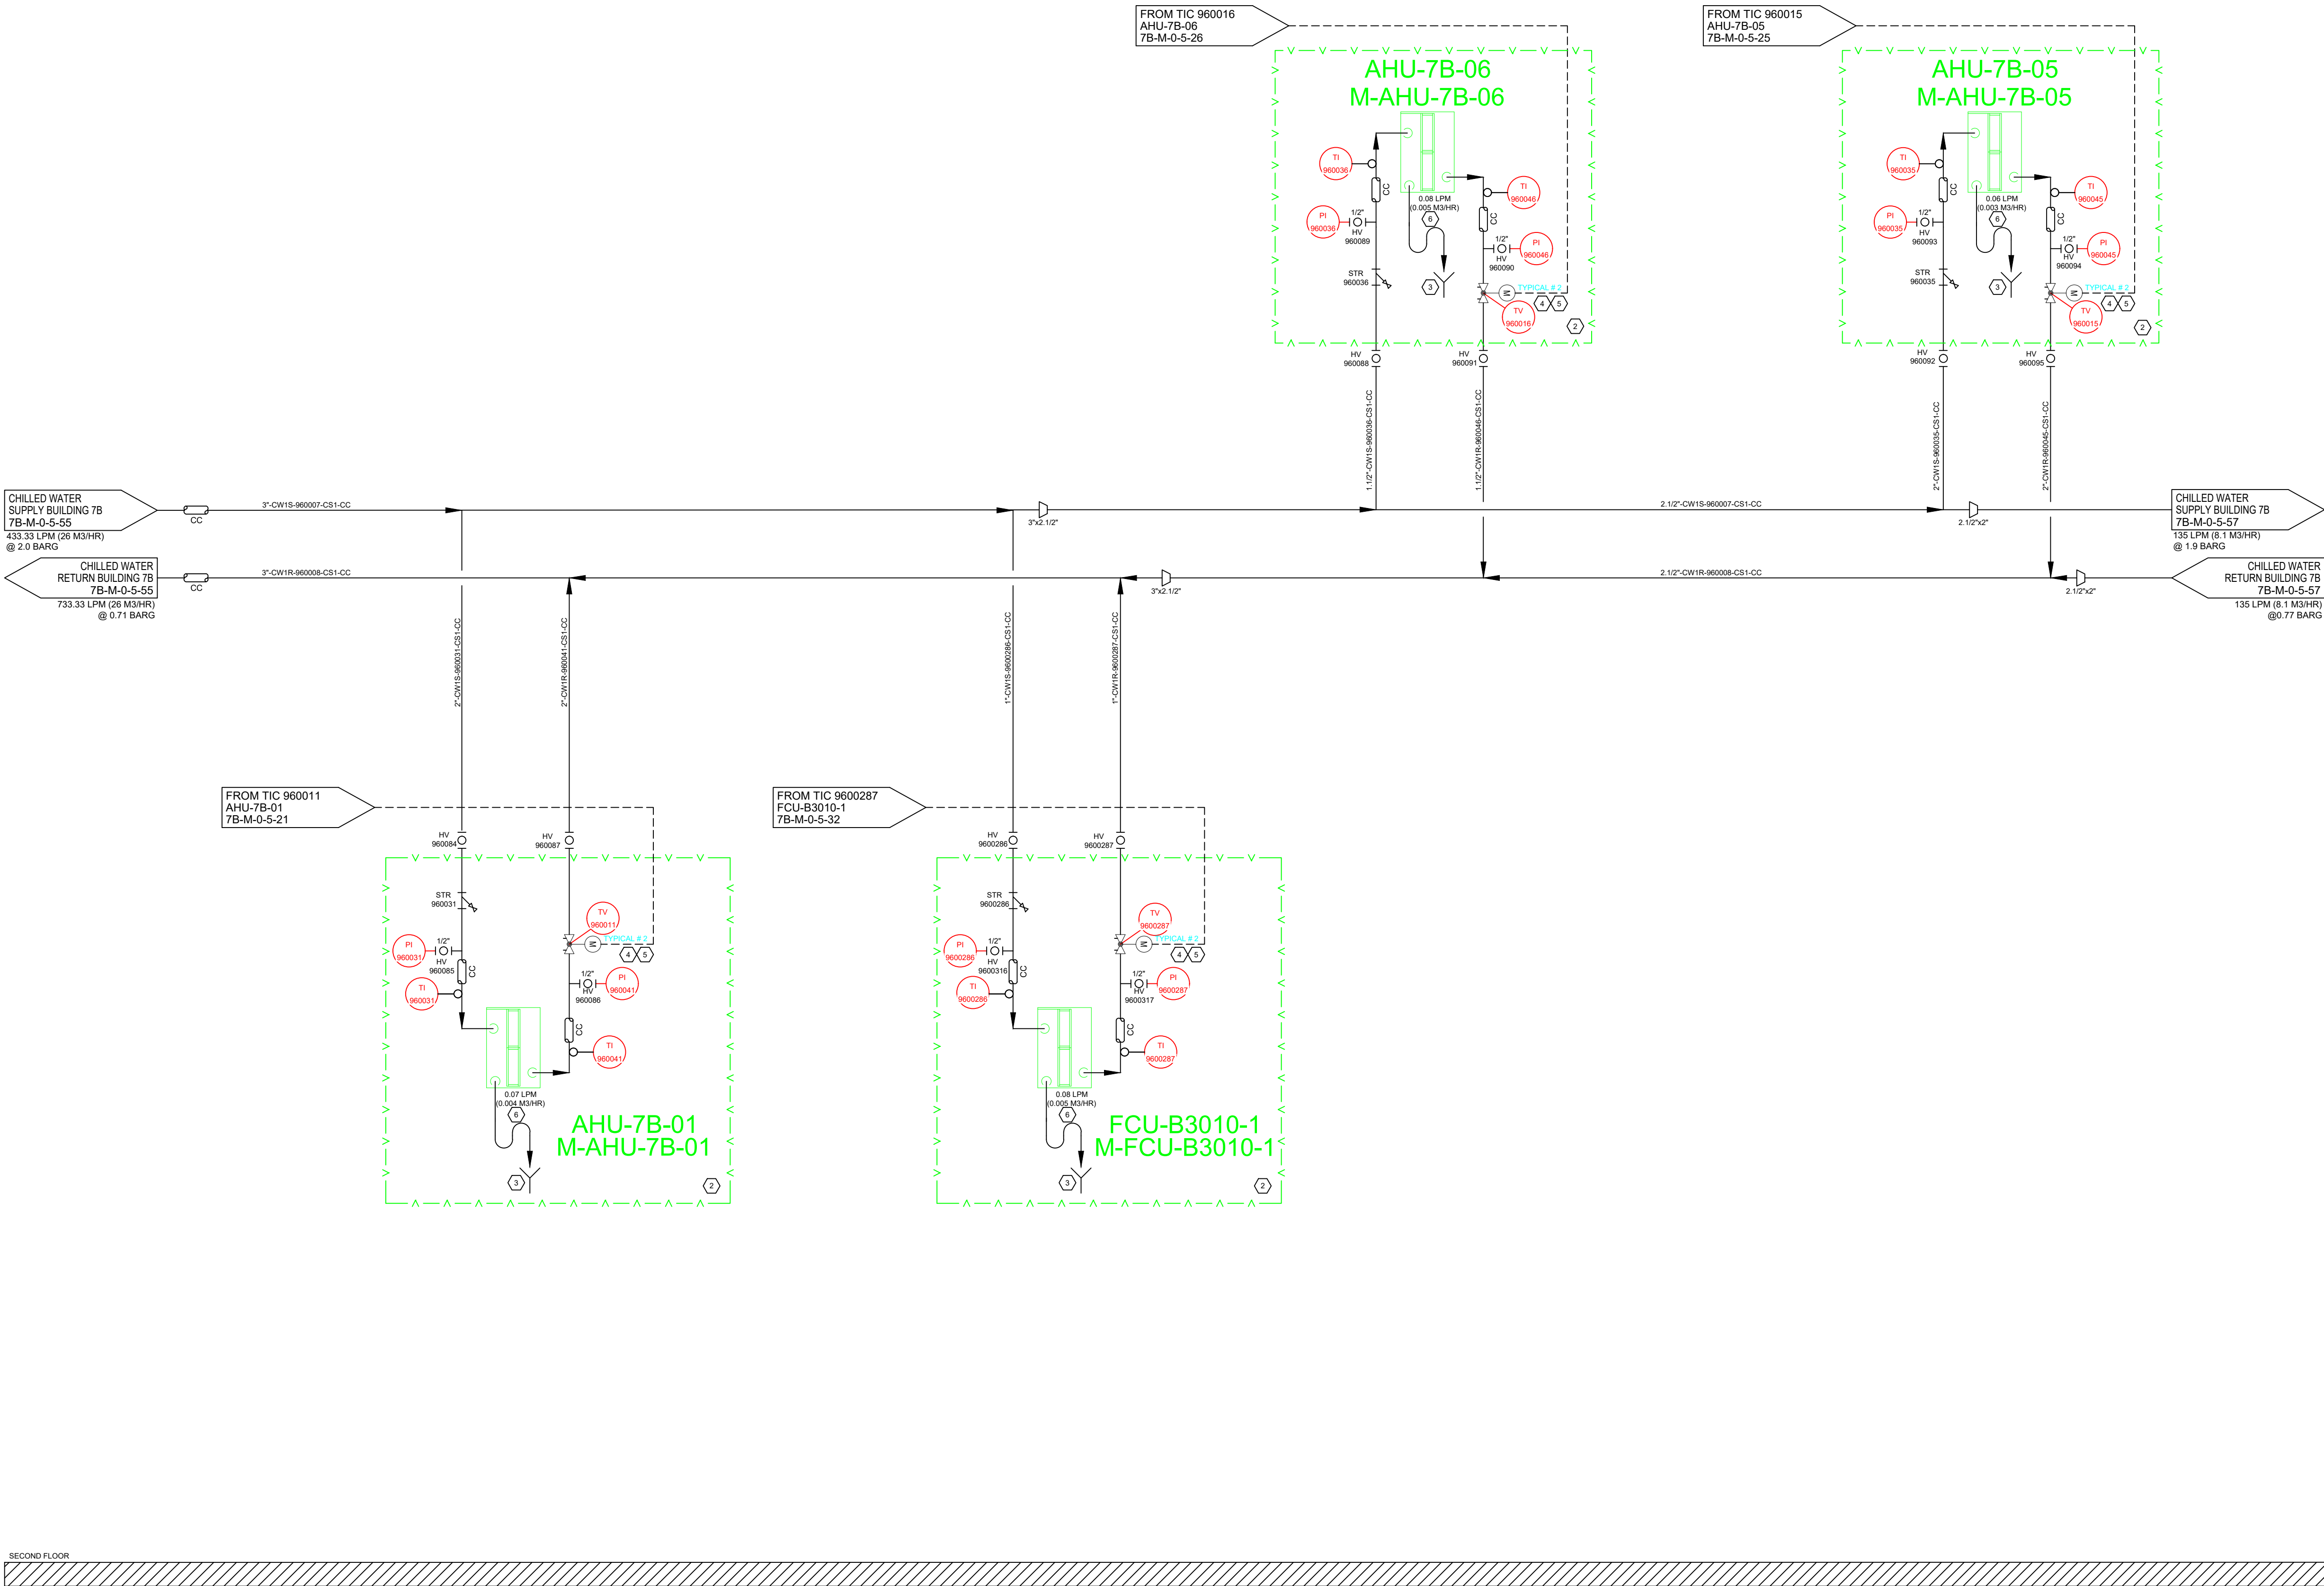 FROM TIC 960016
AHU-7B-06
7B-M-0-5-26
FROM TIC 960015
AHU-7B-05
7B-M-0-5-25
AHU-7B-06
M-AHU-7B-06
TI
960036
CC
PI
960036
1/2"
HV
960089
STR
960036
0.08 LPM
(0.005 M3/HR)
6
3
TI
960046
CC
1/2"
HV
960090
PI
960046
M
TYPICAL # 2
4
5
TV
960016
2
HV
960088
HV
960091
1.1/2"-CW1S-960036-CS1-CC
1.1/2"-CW1R-960046-CS1-CC
AHU-7B-05
M-AHU-7B-05
TI
960035
CC
PI
960035
1/2"
HV
960093
STR
960035
0.06 LPM
(0.003 M3/HR)
6
3
TI
960045
CC
1/2"
HV
960094
PI
960045
M
TYPICAL # 2
4
5
TV
960015
2
HV
960092
HV
960095
2"-CW1S-960035-CS1-CC
2"-CW1R-960045-CS1-CC
CHILLED WATER
SUPPLY BUILDING 7B
7B-M-0-5-55
433.33 LPM (26 M3/HR)
@ 2.0 BARG
CC
3"-CW1S-960007-CS1-CC
3"x2.1/2"
2.1/2"-CW1S-960007-CS1-CC
2.1/2"x2"
CHILLED WATER
SUPPLY BUILDING 7B
7B-M-0-5-57
135 LPM (8.1 M3/HR)
@ 1.9 BARG
CHILLED WATER
RETURN BUILDING 7B
7B-M-0-5-55
733.33 LPM (26 M3/HR)
@ 0.71 BARG
CC
3"-CW1R-960008-CS1-CC
3"x2.1/2"
2.1/2"-CW1R-960008-CS1-CC
2.1/2"x2"
CHILLED WATER
RETURN BUILDING 7B
7B-M-0-5-57
135 LPM (8.1 M3/HR)
@0.77 BARG
2"-CW1S-960031-CS1-CC
2"-CW1R-960041-CS1-CC
1"-CW1S-9600286-CS1-CC
1"-CW1R-9600287-CS1-CC
FROM TIC 960011
AHU-7B-01
7B-M-0-5-21
HV
960084
HV
960087
STR
960031
PI
960031
1/2"
HV
960085
CC
TI
960031
TV
960011
M
TYPICAL # 2
4
5
1/2"
HV
960086
PI
960041
CC
TI
960041
0.07 LPM
(0.004 M3/HR)
6
3
AHU-7B-01
M-AHU-7B-01
2
FROM TIC 9600287
FCU-B3010-1
7B-M-0-5-32
HV
9600286
HV
9600287
STR
9600286
PI
9600286
1/2"
HV
9600316
CC
TI
9600286
TV
9600287
M
TYPICAL # 2
4
5
1/2"
HV
9600317
PI
9600287
CC
TI
9600287
0.08 LPM
(0.005 M3/HR)
6
3
FCU-B3010-1
M-FCU-B3010-1
2
SECOND FLOOR